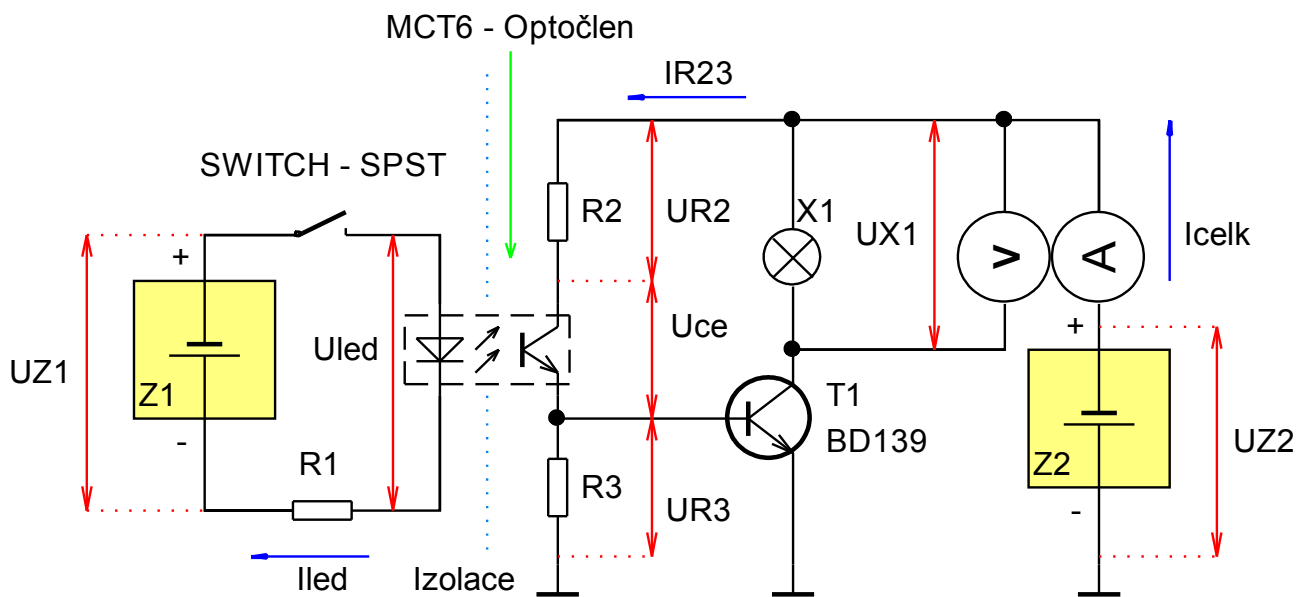 MCT6 - Optočlen
IR23
SWITCH - SPST
R2
UR2
X1
UX1
V
A
Icelk
+
UZ1
Z1
-
Uled
Uce
+
T1
BD139
Z2
-
UZ2
R1
R3
UR3
Iled
Izolace